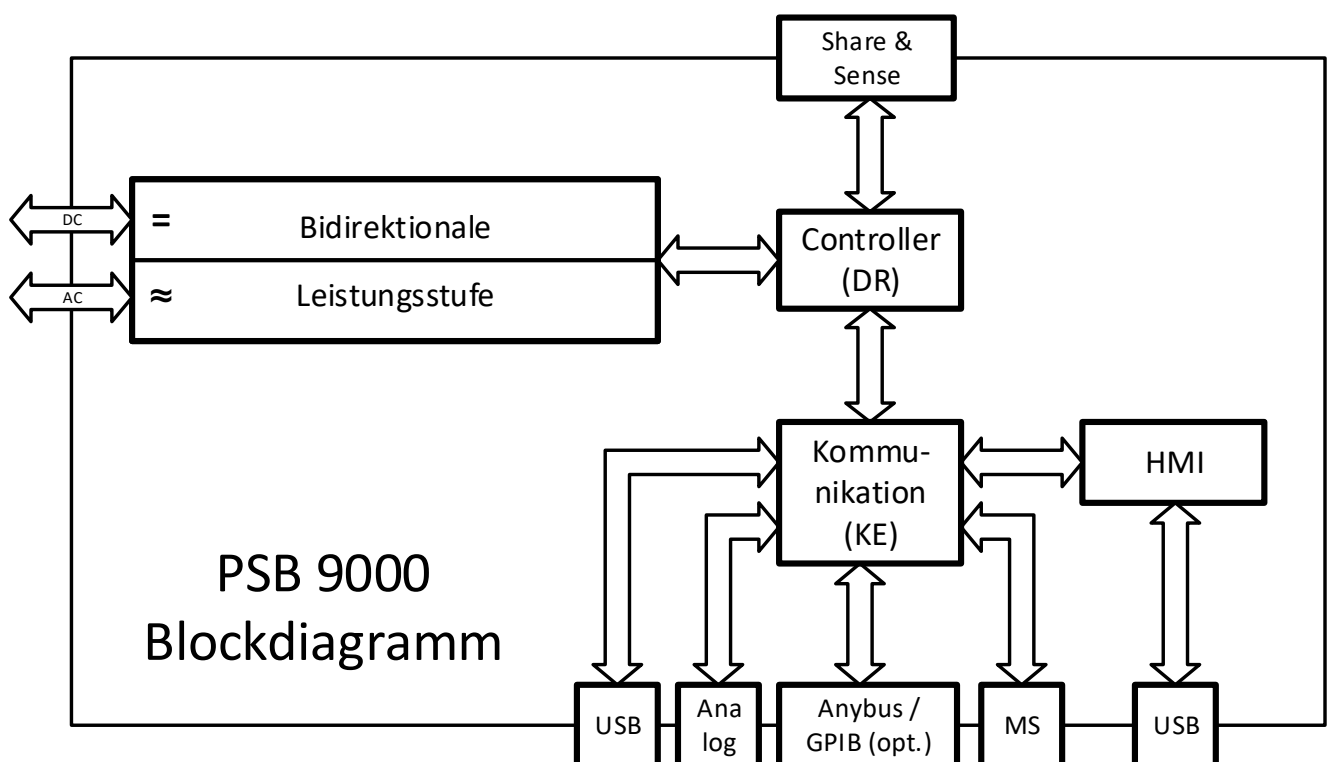 Share &
Sense
DC
=
Bidirektionale
AC
≈
Leistungsstufe
Controller
(DR)
Kommu-
nikation
(KE)
HMI
PSB 9000
Blockdiagramm
USB
Ana
log
Anybus /
GPIB (opt.)
MS
USB